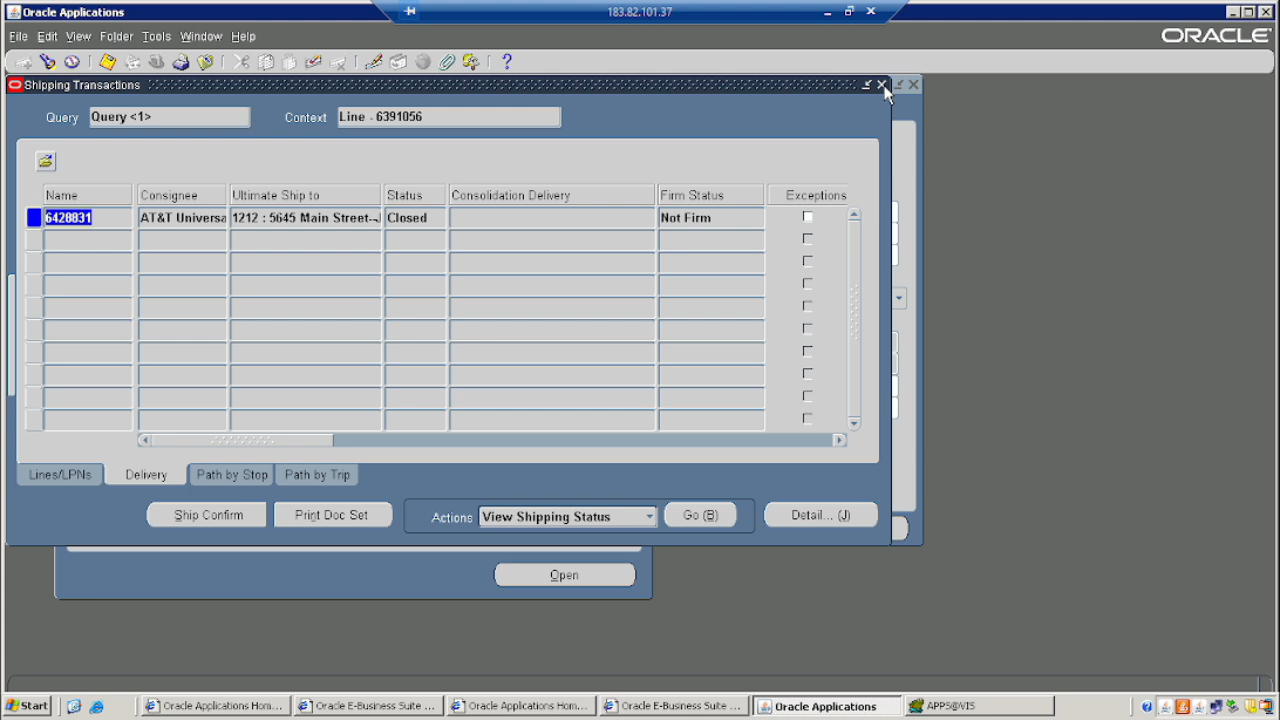 Oracle Applications
183.82.101.37
File Edit View Folder Tools Window Help
ORACLE
Shipping Transactions
Query Query <1> Context Line - 6391056
Name Consignee Ultimate Ship to Status Consolidation Delivery Firm Status Exceptions
6428831 AT&T Universa 1212 : 5645 Main Street- Closed Not Firm
Lines/LPNs Delivery Path by Stop Path by Trip
Ship Confirm Print Doc Set Actions View Shipping Status Go (B) Detail... (J)
Open
Start Oracle Applications Hom... Oracle E-Business Suite ... Oracle Applications Hom... Oracle E-Business Suite ... Oracle Applications APPS@VIS